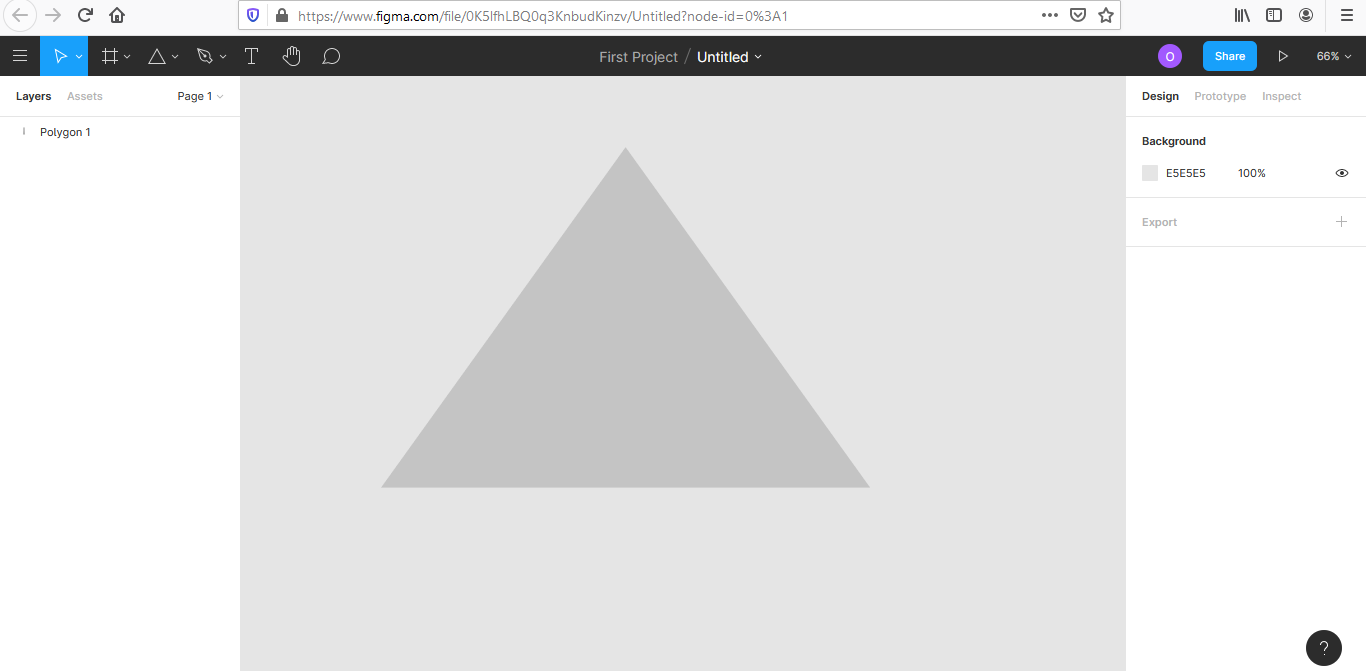 https://www.figma.com/file/0K5lfhLBQ0q3KnbudKinzv/Untitled?node-id=0%3A1
T First Project / Untitled O Share 66%
Layers Assets Page 1 Design Prototype Inspect
Polygon 1
Background
E5E5E5 100%
Export
?